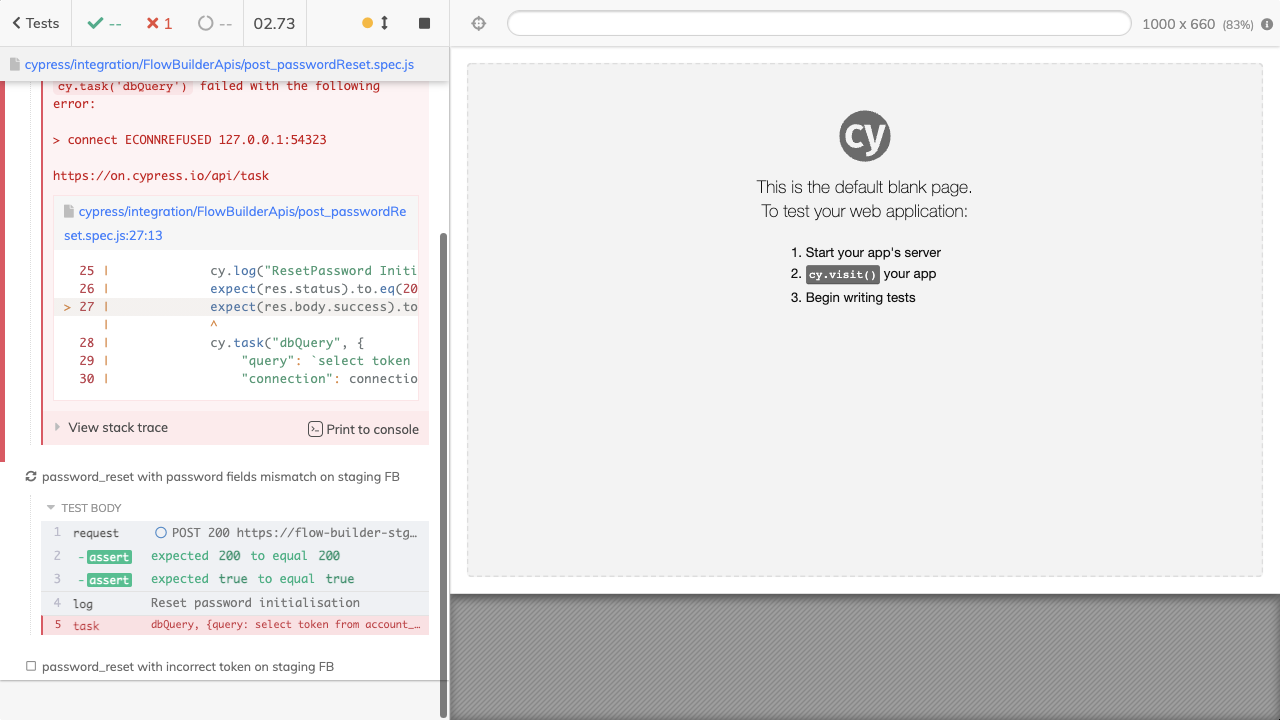 Tests
--
1
--
02.73
1000 x 660 (83%)
cypress/integration/FlowBuilderApis/post_passwordReset.spec.js
cy.task('dbQuery') failed with the following
error:
> connect ECONNREFUSED 127.0.0.1:54323
https://on.cypress.io/api/task
cypress/integration/FlowBuilderApis/post_passwordRe
set.spec.js:27:13
25 | cy.log("ResetPassword Initi
26 | expect(res.status).to.eq(20
> 27 | expect(res.body.success).to
| ^
28 | cy.task("dbQuery", {
29 | "query": `select token
30 | "connection": connectio
View stack trace
Print to console
password_reset with password fields mismatch on staging FB
TEST BODY
1 request POST 200 https://flow-builder-stg…
2 -assert expected 200 to equal 200
3 -assert expected true to equal true
4 log Reset password initialisation
5 task dbQuery, {query: select token from account_…
password_reset with incorrect token on staging FB
cy
This is the default blank page.
To test your web application:
1. Start your app's server
2. cy.visit() your app
3. Begin writing tests